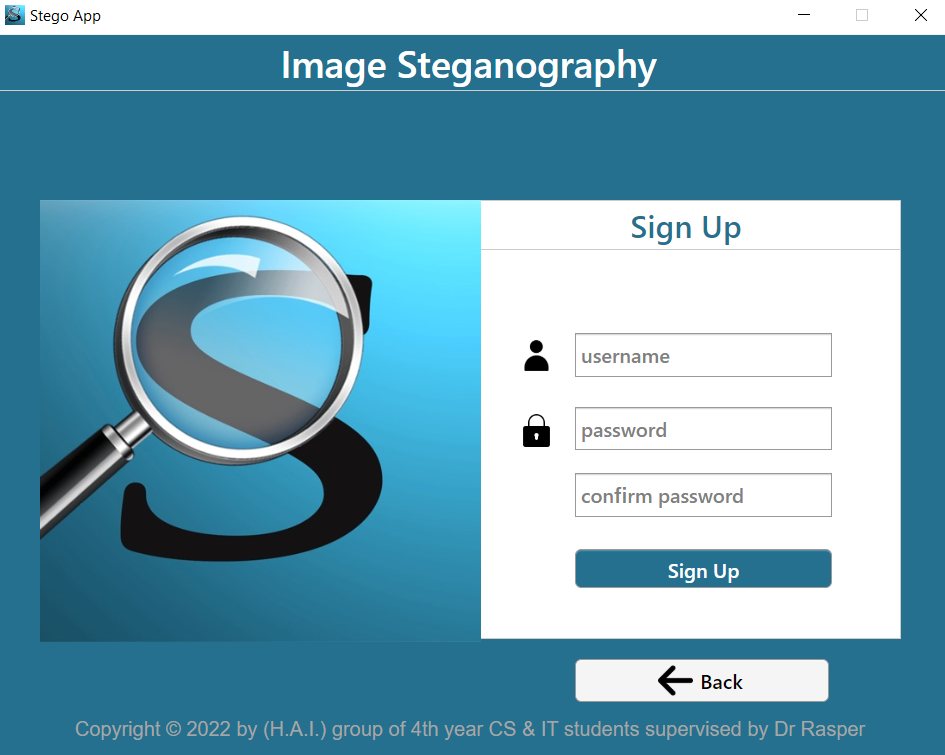 Stego App
Image Steganography
Sign Up
username
password
confirm password
Sign Up
Back
Copyright © 2022 by (H.A.I.) group of 4th year CS & IT students supervised by Dr Rasper